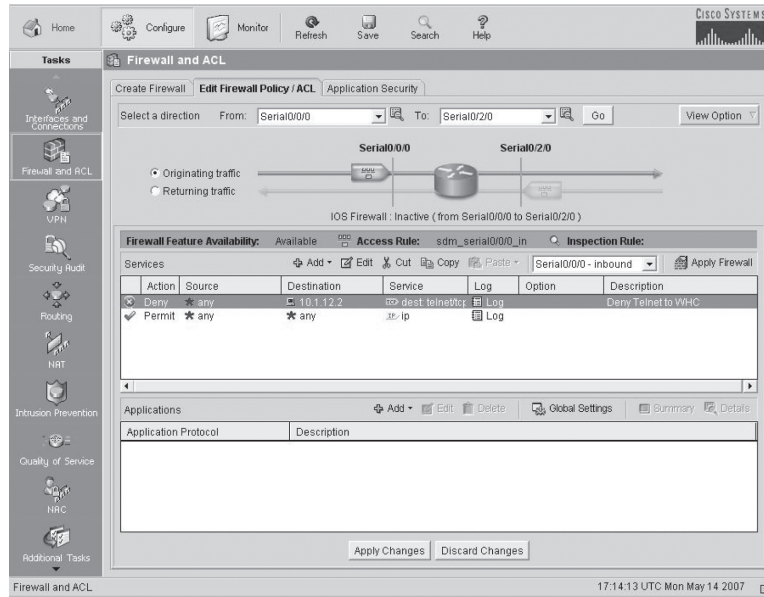 CISCO SYSTEMS
Home
Configure
Monitor
Refresh
Save
Search
Help
Tasks
Firewall and ACL
Interfaces and
Connections
Firewall and ACL
VPN
Security Audit
Routing
NAT
Intrusion Prevention
Quality of Service
NAC
Additional Tasks
Create Firewall Edit Firewall Policy / ACL Application Security
Select a direction From: Serial0/0/0 To: Serial0/2/0 Go View Option
Serial0/0/0 Serial0/2/0
Originating traffic
Returning traffic
IOS Firewall : Inactive ( from Serial0/0/0 to Serial0/2/0 )
Firewall Feature Availability: Available Access Rule: sdm_serial0/0/0_in Inspection Rule:
Services Add Edit Cut Copy Paste Serial0/0/0 - inbound Apply Firewall
Action Source Destination Service Log Option Description
Deny any 10.1.12.2 dest: telnet/tcp Log Deny Telnet to WHC
Permit any any ip Log
Applications Add Edit Delete Global Settings Summary Details
Application Protocol Description
Apply Changes Discard Changes
Firewall and ACL 17:14:13 UTC Mon May 14 2007